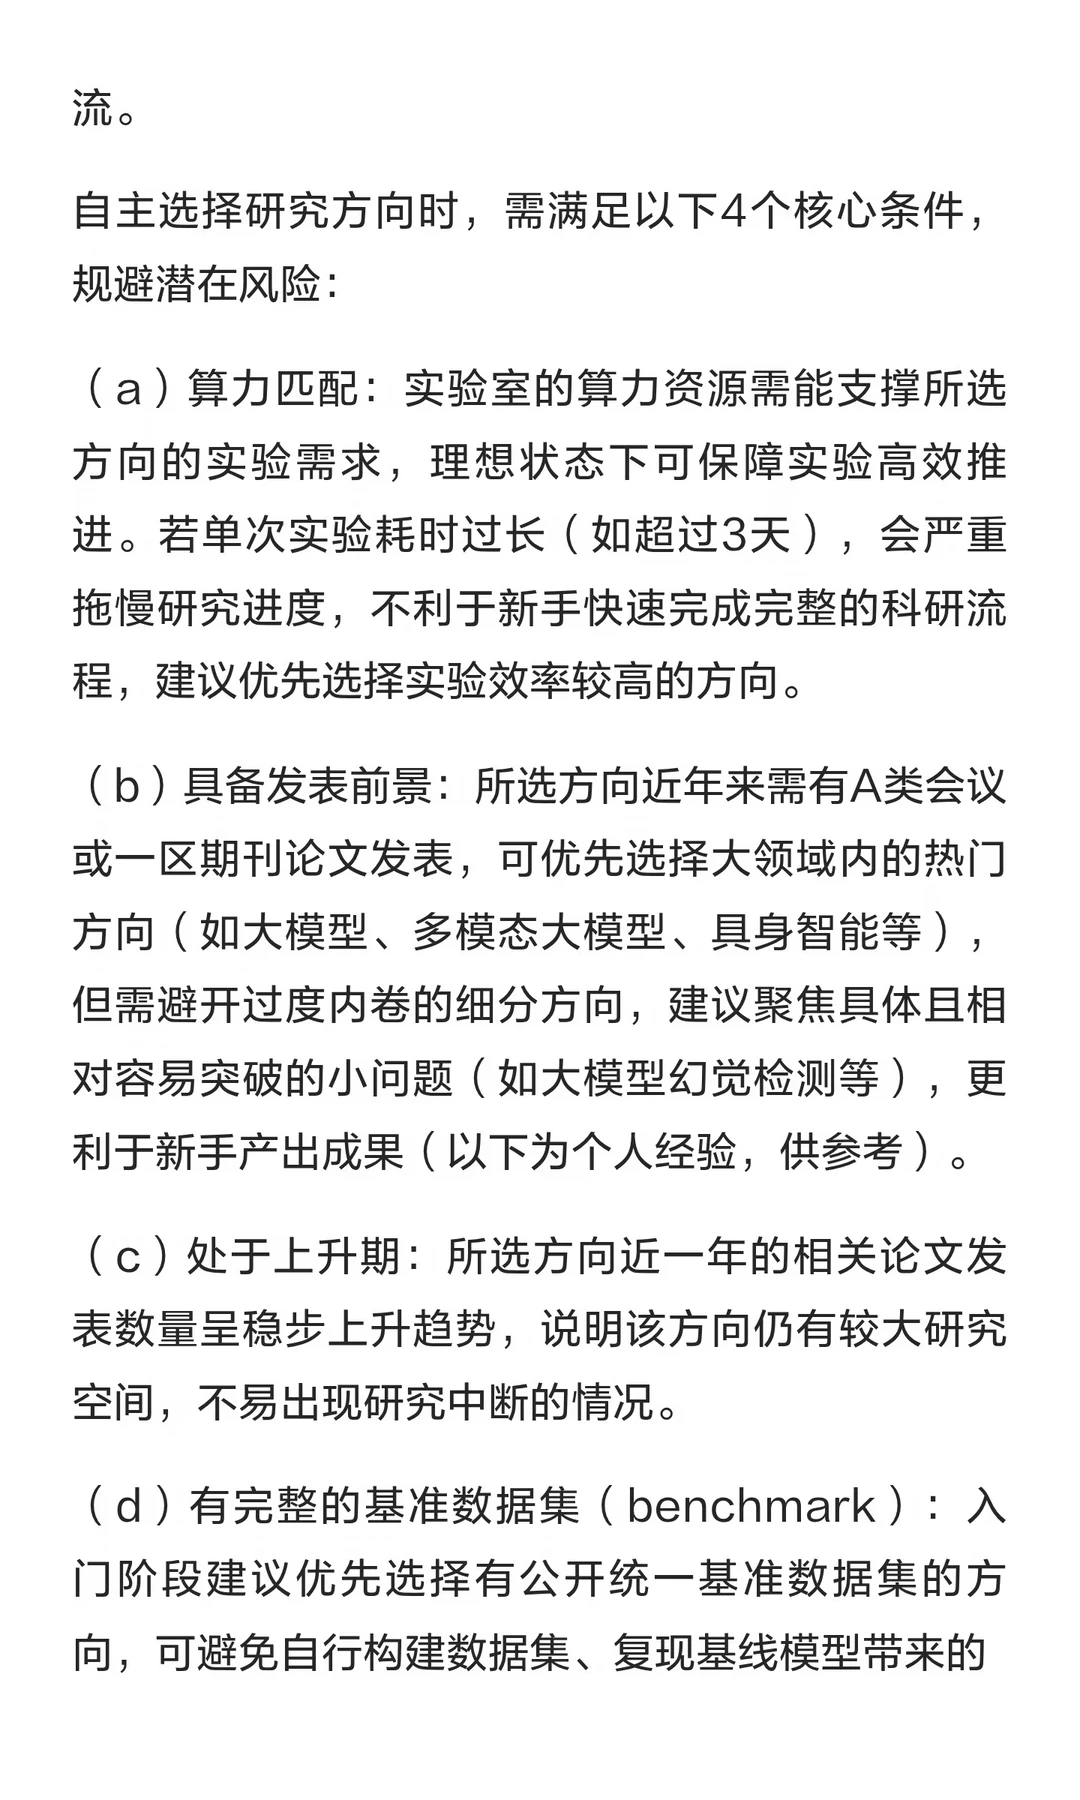 流。
自主选择研究方向时，需满足以下4个核心条件，
规避潜在风险：
（a）算力匹配：实验室的算力资源需能支撑所选
方向的实验需求，理想状态下可保障实验高效推
进。若单次实验耗时过长（如超过3天），会严重
拖慢研究进度，不利于新手快速完成完整的科研流
程，建议优先选择实验效率较高的方向。
（b）具备发表前景：所选方向近年来需有A类会议
或一区期刊论文发表，可优先选择大领域内的热门
方向（如大模型、多模态大模型、具身智能等），
但需避开过度内卷的细分方向，建议聚焦具体且相
对容易突破的小问题（如大模型幻觉检测等），更
利于新手产出成果（以下为个人经验，供参考）。
（c）处于上升期：所选方向近一年的相关论文发
表数量呈稳步上升趋势，说明该方向仍有较大研究
空间，不易出现研究中断的情况。
（d）有完整的基准数据集（benchmark）：入
门阶段建议优先选择有公开统一基准数据集的方
向，可避免自行构建数据集、复现基线模型带来的